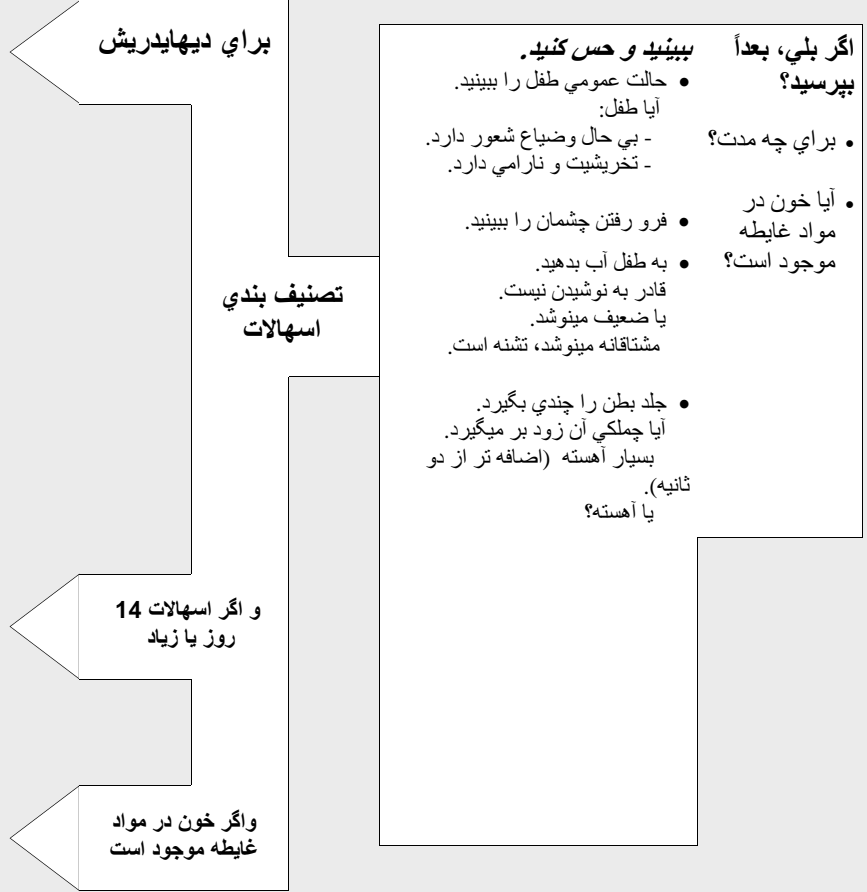 اگر بلي، بعداً
بپرسيد؟
• براي چه مدت؟
• آيا خون در
مواد غايطه
موجود است؟
ببينيد و حس کنيد.
• حالت عمومي طفل را ببينيد.
آيا طفل:
- بي حال وضياع شعور دارد.
- تخريشيت و نارامي دارد.
• فرو رفتن چشمان را ببينيد.
• به طفل آب بدهيد.
قادر به نوشيدن نيست.
يا ضعيف مينوشد.
مشتاقانه مينوشد، تشنه است.
• جلد بطن را چندي بگيرد.
آيا چملکي آن زود بر ميگيرد.
بسيار آهسته (اضافه تر از دو
ثانيه).
يا آهسته؟
تصنيف بندي
اسهالات
براي ديهايدريش
و اگر اسهالات 14
روز يا زياد
واگر خون در مواد
غايطه موجود است